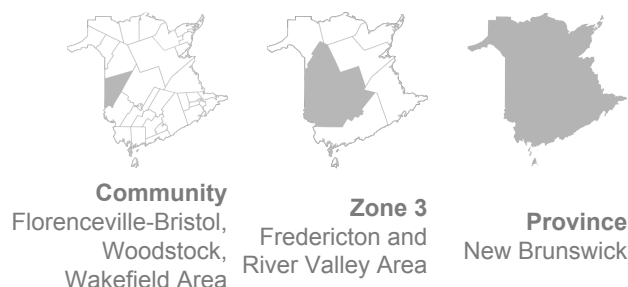 Community
Florenceville-Bristol,
Woodstock,
Wakefield Area
Zone 3
Fredericton and
River Valley Area
Province
New Brunswick